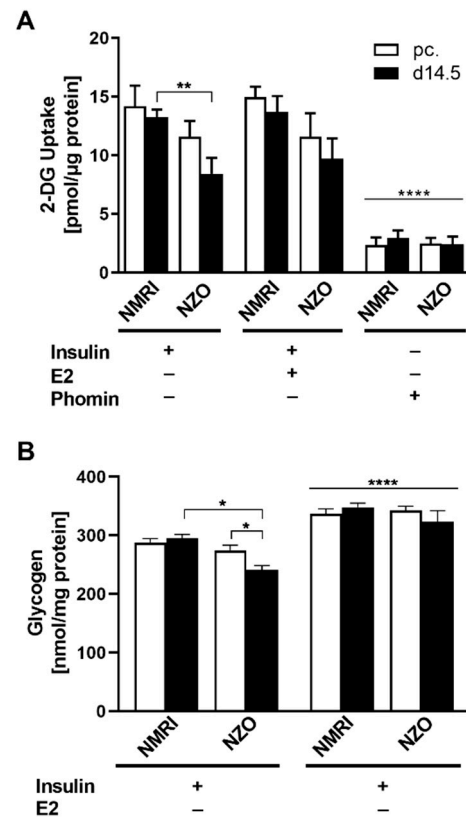 A
20
15
10
5
0
2-DG Uptake
[pmol/µg protein]
pc.
d14.5
**
****
NMRI NZO NMRI NZO NMRI NZO
Insulin + + –
E2 – + –
Phomin – – +
B
400
300
200
100
0
Glycogen
[nmol/mg protein]
*
*
****
NMRI NZO NMRI NZO
Insulin + +
E2 – –